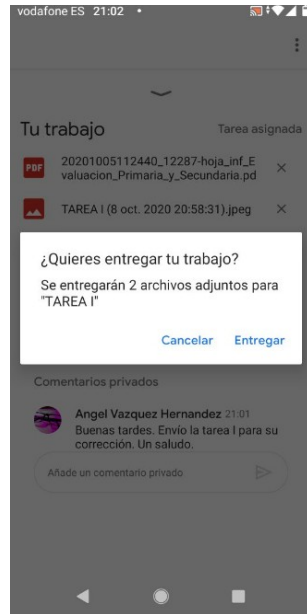 vodafone ES 21:02
Tu trabajo
Tarea asignada
PDF
20201005112440_12287-hoja_inf_E
valuacion_Primaria_y_Secundaria.pd
TAREA I (8 oct. 2020 20:58:31).jpeg
¿Quieres entregar tu trabajo?
Se entregarán 2 archivos adjuntos para
"TAREA I"
Cancelar Entregar
Comentarios privados
Angel Vazquez Hernandez 21:01
Buenas tardes. Envío la tarea I para su
corrección. Un saludo.
Añade un comentario privado